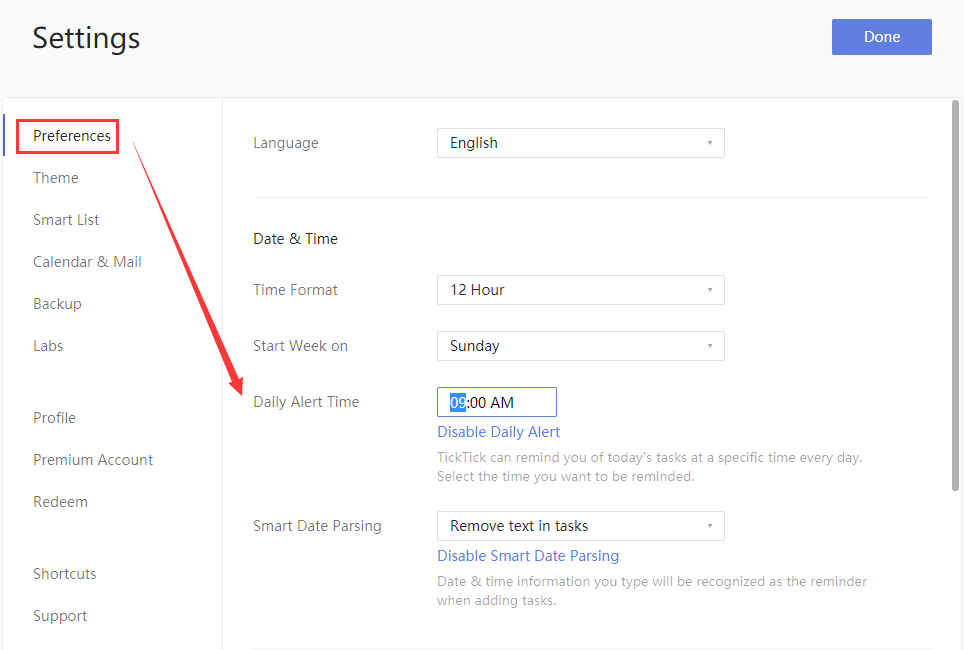 Settings
Done
Preferences
Theme
Smart List
Calendar & Mail
Backup
Labs
Profile
Premium Account
Redeem
Shortcuts
Support
Language
English
Date & Time
Time Format
12 Hour
Start Week on
Sunday
Daily Alert Time
09:00 AM
Disable Daily Alert
TickTick can remind you of today's tasks at a specific time every day.
Select the time you want to be reminded.
Smart Date Parsing
Remove text in tasks
Disable Smart Date Parsing
Date & time information you type will be recognized as the reminder
when adding tasks.